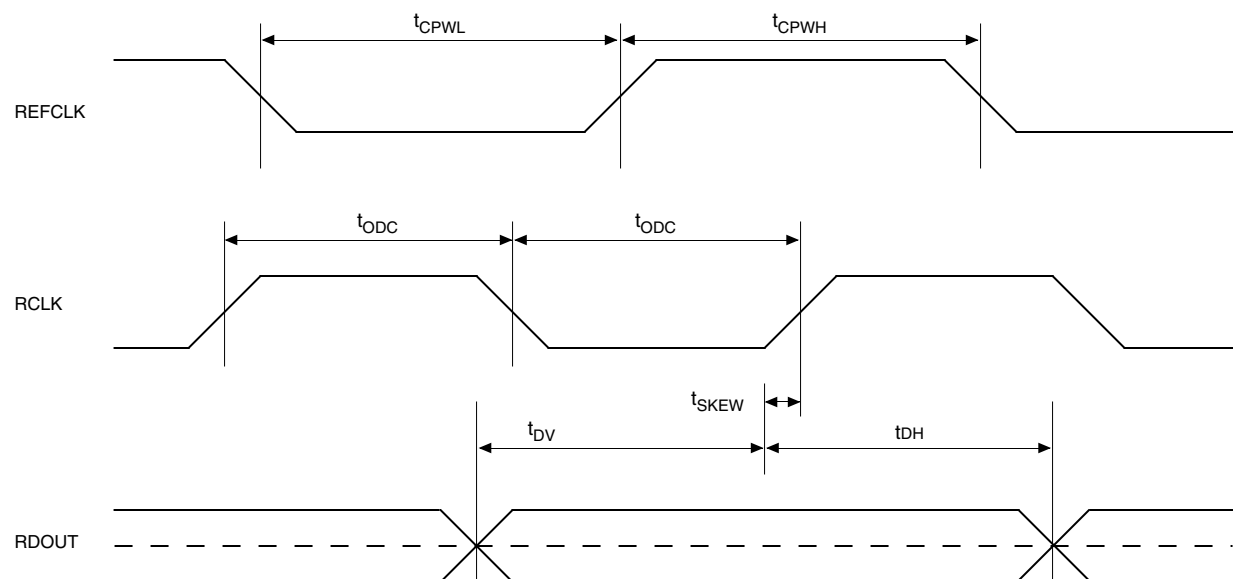 tCPWL
tCPWH
REFCLK
tODC
tODC
RCLK
tSKEW
tDV
tDH
RDOUT